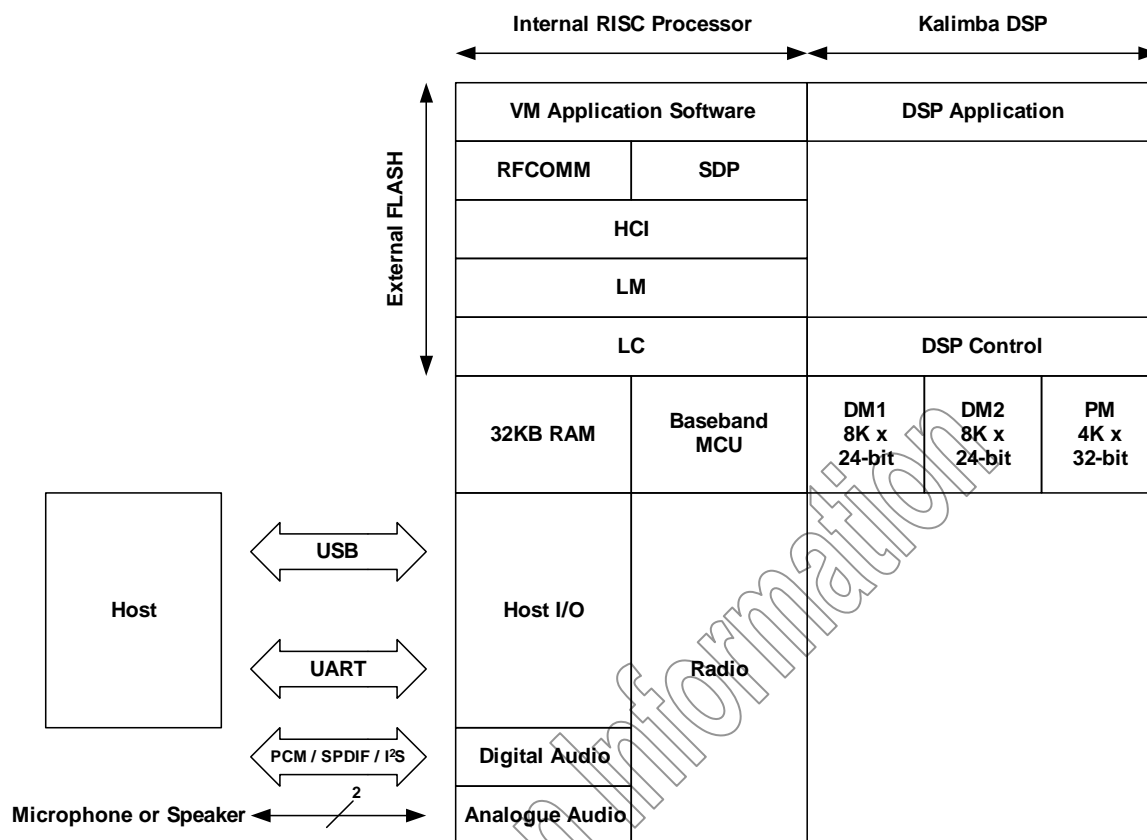 Internal RISC Processor
Kalimba DSP
External FLASH
VM Application Software
DSP Application
RFCOMM
SDP
HCI
LM
LC
DSP Control
32KB RAM
Baseband
MCU
DM1
8K x
24-bit
DM2
8K x
24-bit
PM
4K x
32-bit
Host
USB
UART
PCM / SPDIF / I²S
Host I/O
Radio
Digital Audio
Microphone or Speaker
2
Analogue Audio
Information